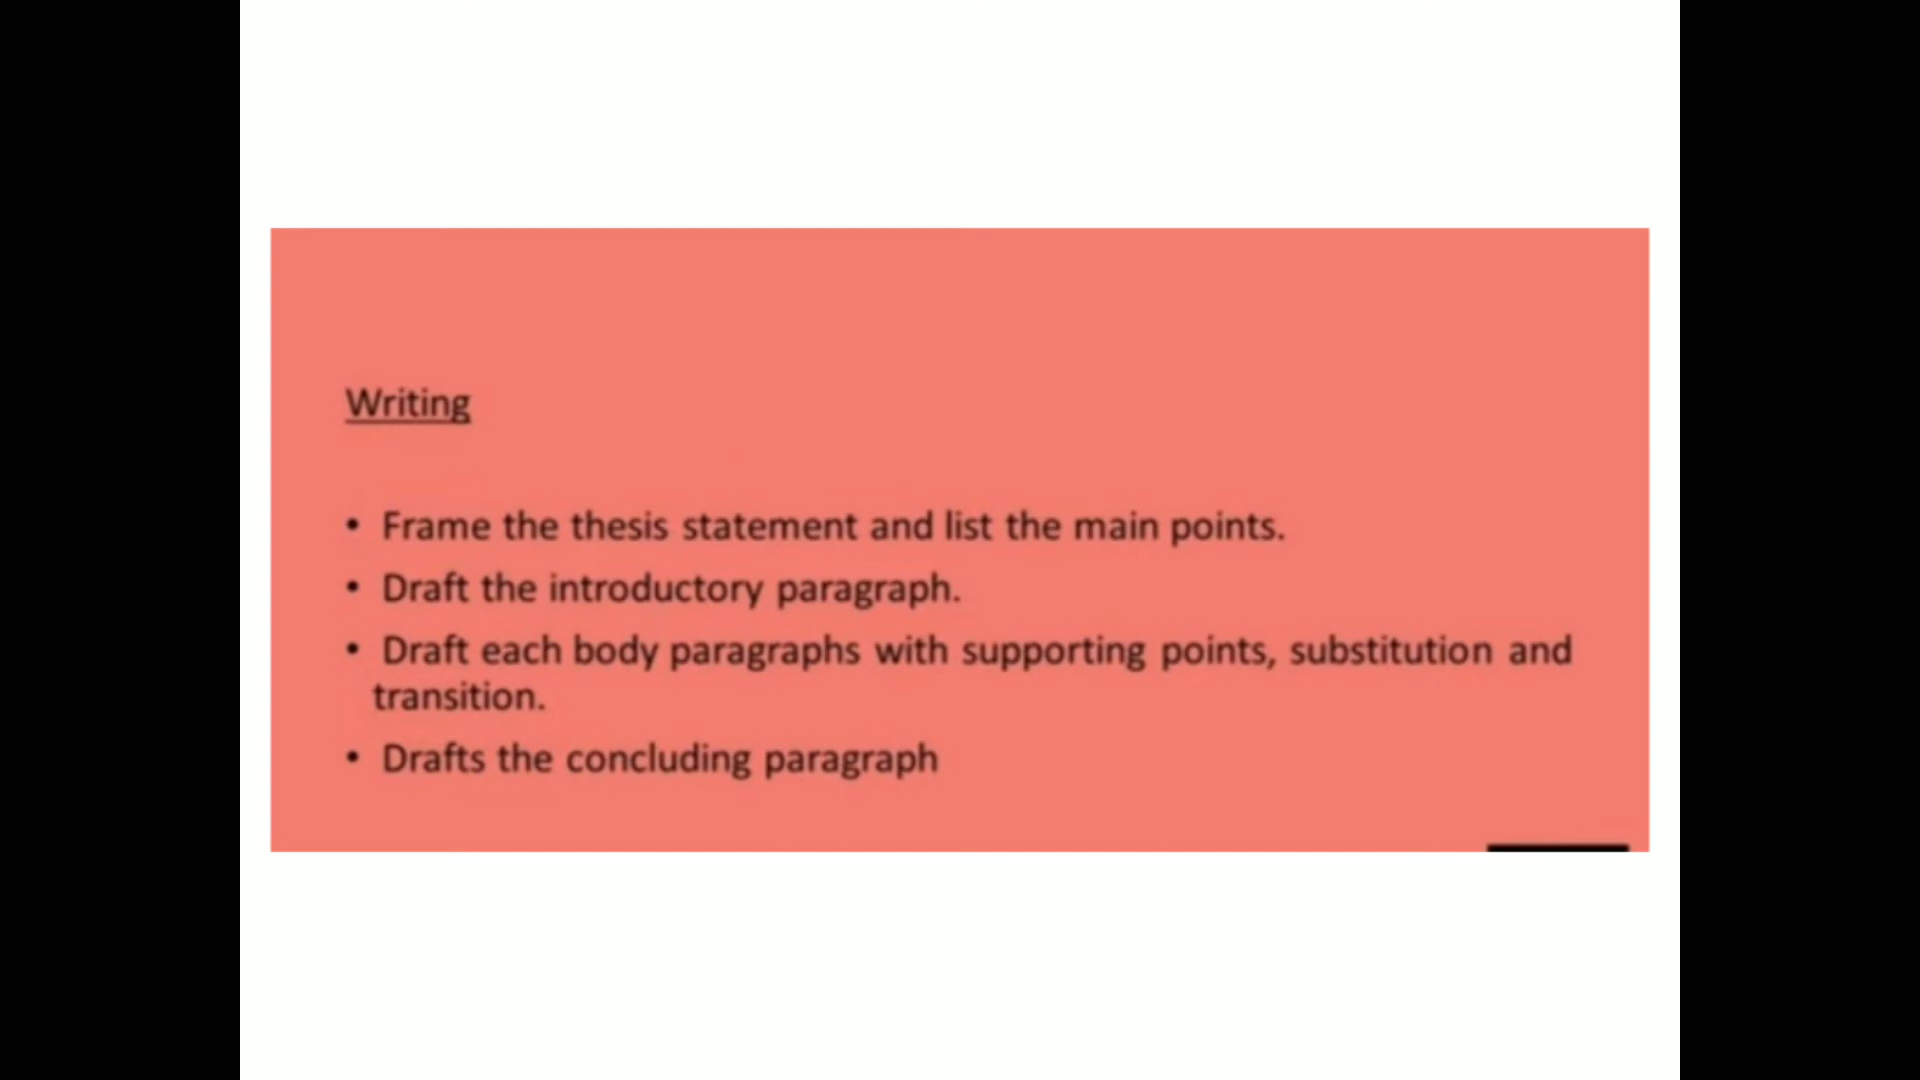 Writing
• Frame the thesis statement and list the main points.
• Draft the introductory paragraph.
• Draft each body paragraphs with supporting points, substitution and
transition.
• Drafts the concluding paragraph